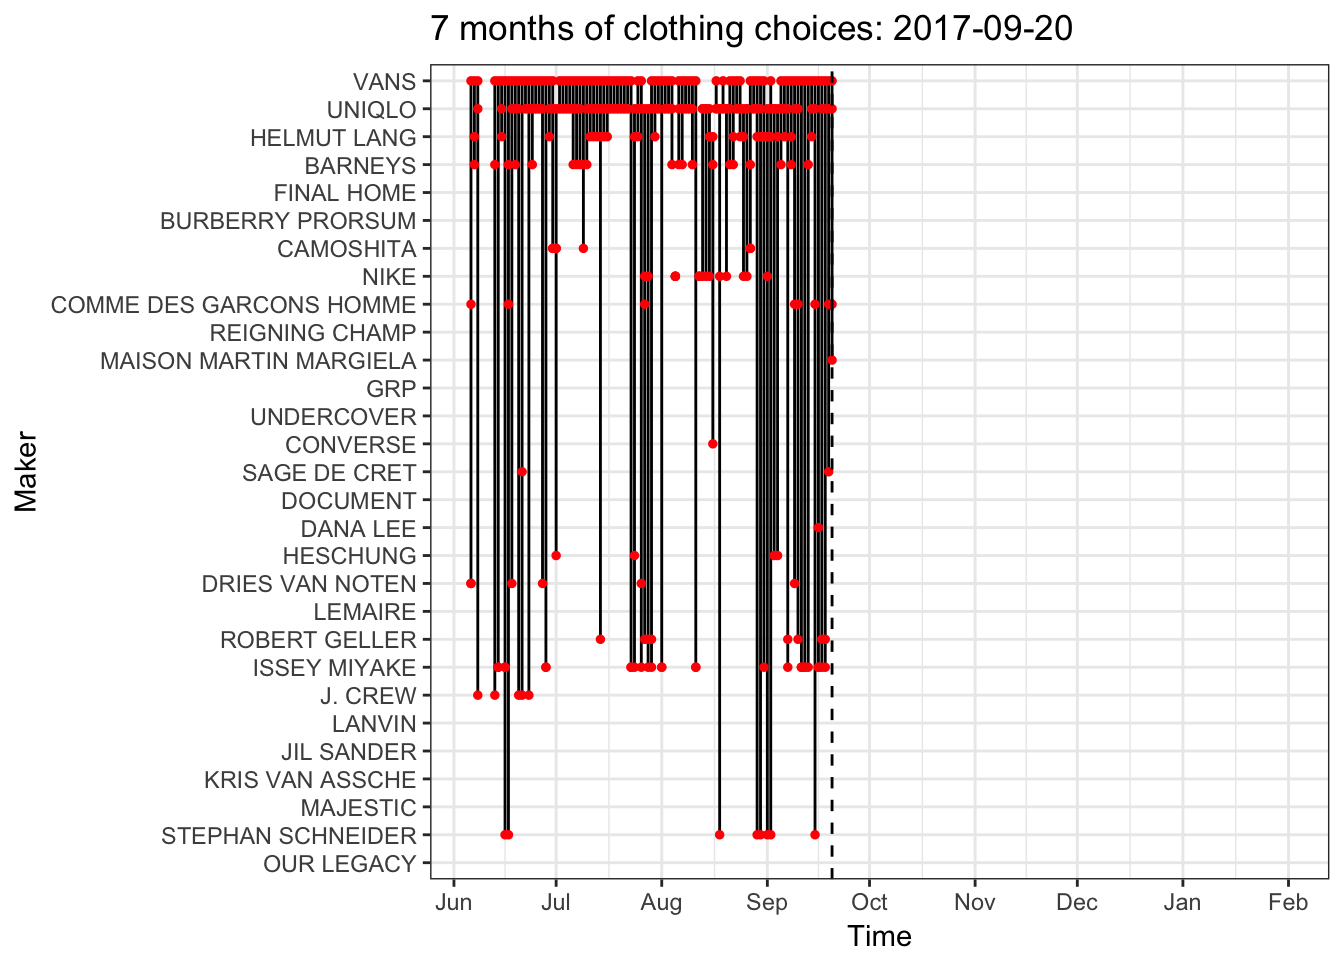 7 months of clothing choices: 2017-09-20
Maker
VANS
UNIQLO
HELMUT LANG
BARNEYS
FINAL HOME
BURBERRY PRORSUM
CAMOSHITA
NIKE
COMME DES GARCONS HOMME
REIGNING CHAMP
MAISON MARTIN MARGIELA
GRP
UNDERCOVER
CONVERSE
SAGE DE CRET
DOCUMENT
DANA LEE
HESCHUNG
DRIES VAN NOTEN
LEMAIRE
ROBERT GELLER
ISSEY MIYAKE
J. CREW
LANVIN
JIL SANDER
KRIS VAN ASSCHE
MAJESTIC
STEPHAN SCHNEIDER
OUR LEGACY
Jun Jul Aug Sep Oct Nov Dec Jan Feb
Time